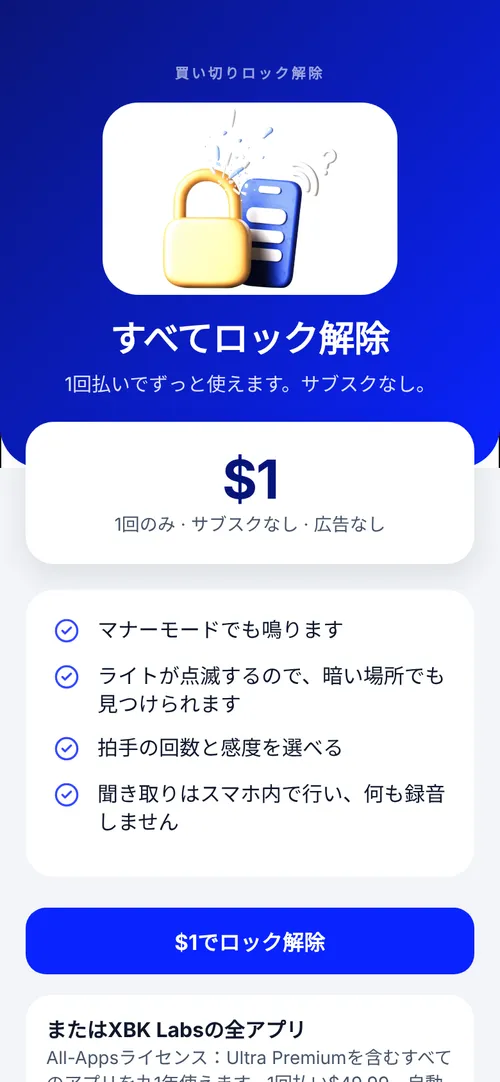 買い切りロック解除
すべてロック解除
1回払いでずっと使えます。サブスクなし。
$1
1回のみ · サブスクなし · 広告なし
マナーモードでも鳴ります
ライトが点滅するので、暗い場所でも
見つけられます
拍手の回数と感度を選べる
聞き取りはスマホ内で行い、何も録音
しません
$1でロック解除
またはXBK Labsの全アプリ
All-Appsライセンス：Ultra Premiumを含むすべて